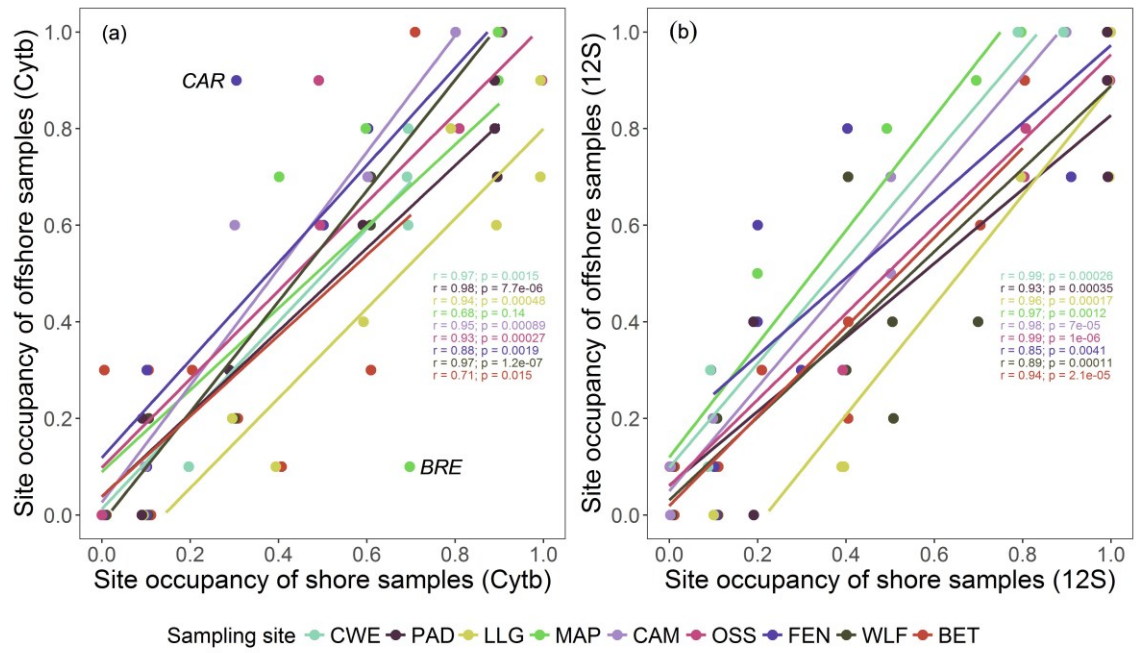 (a)
CAR
BRE
r = 0.97; p = 0.0015
r = 0.98; p = 7.7e-06
r = 0.94; p = 0.00048
r = 0.68; p = 0.14
r = 0.95; p = 0.00089
r = 0.93; p = 0.00027
r = 0.88; p = 0.0019
r = 0.97; p = 1.2e-07
r = 0.71; p = 0.015
Site occupancy of offshore samples (Cytb)
1.0
0.8
0.6
0.4
0.2
0.0
0.0 0.2 0.4 0.6 0.8 1.0
Site occupancy of shore samples (Cytb)
(b)
r = 0.99; p = 0.00026
r = 0.93; p = 0.00035
r = 0.96; p = 0.00017
r = 0.97; p = 0.0012
r = 0.98; p = 7e-05
r = 0.99; p = 1e-06
r = 0.85; p = 0.0041
r = 0.89; p = 0.00011
r = 0.94; p = 2.1e-05
Site occupancy of offshore samples (12S)
1.0
0.8
0.6
0.4
0.2
0.0
0.0 0.2 0.4 0.6 0.8 1.0
Site occupancy of shore samples (12S)
Sampling site CWE PAD LLG MAP CAM OSS FEN WLF BET